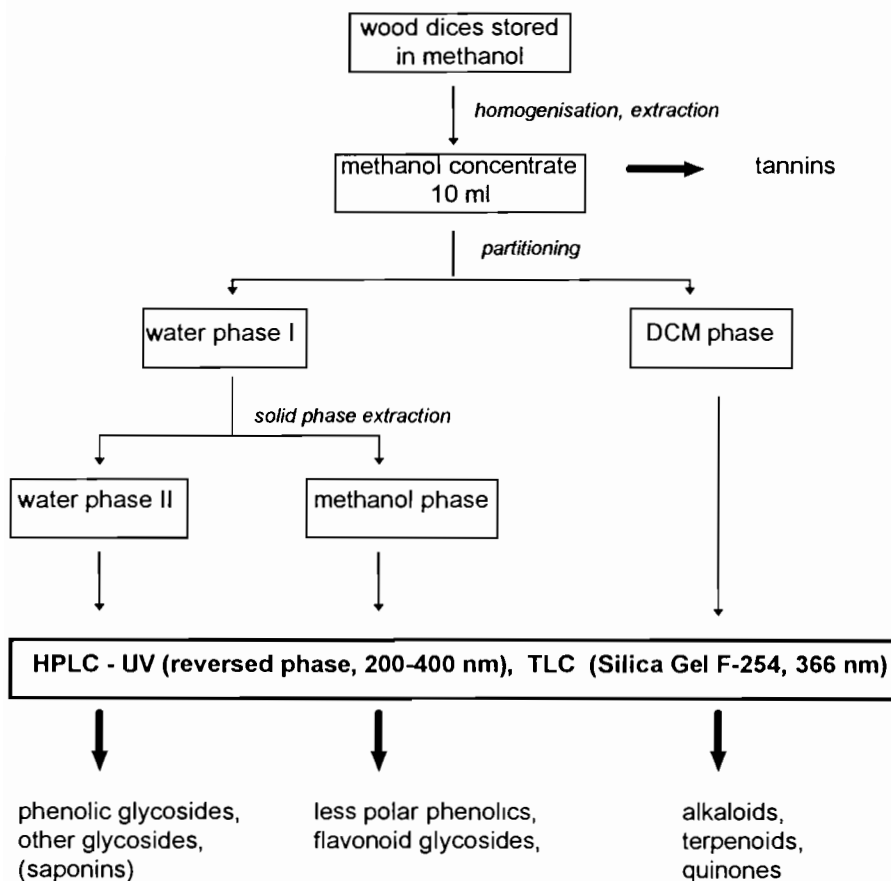 wood dices stored
in methanol
homogenisation, extraction
methanol concentrate
10 ml
tannins
partitioning
water phase I
DCM phase
solid phase extraction
water phase II
methanol phase
HPLC - UV (reversed phase, 200-400 nm), TLC (Silica Gel F-254, 366 nm)
phenolic glycosides,
other glycosides,
(saponins)
less polar phenolics,
flavonoid glycosides,
alkaloids,
terpenoids,
quinones